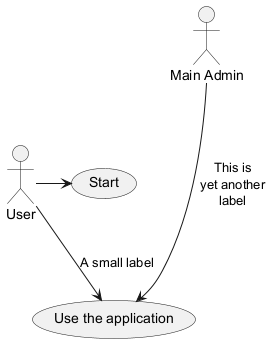 Main Admin
This is
yet another
label
Start
User
A small label
Use the application